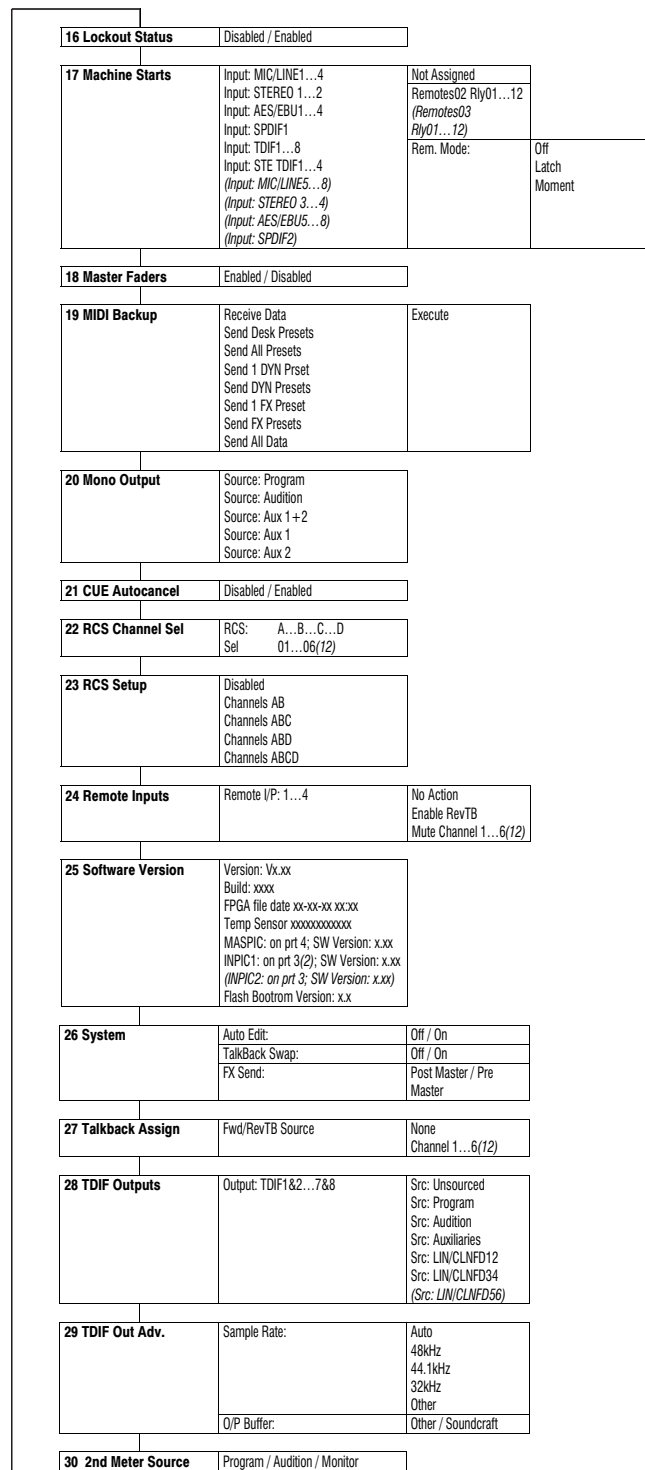 16 Lockout Status Disabled / Enabled
17 Machine Starts Input: MIC/LINE1…4 Not Assigned
Input: STEREO 1…2 Remotes02 Rly01…12
Input: AES/EBU1…4 (Remotes03
Input: SPDIF1 Rly01…12)
Input: TDIF1…8 Rem. Mode: Off
Input: STE TDIF1…4 Latch
(Input: MIC/LINE5…8) Moment
(Input: STEREO 3…4)
(Input: AES/EBU5…8)
(Input: SPDIF2)
18 Master Faders Enabled / Disabled
19 MIDI Backup Receive Data Execute
Send Desk Presets
Send All Presets
Send 1 DYN Prset
Send DYN Presets
Send 1 FX Preset
Send FX Presets
Send All Data
20 Mono Output Source: Program
Source: Audition
Source: Aux 1+2
Source: Aux 1
Source: Aux 2
21 CUE Autocancel Disabled / Enabled
22 RCS Channel Sel RCS: A…B…C…D
Sel 01…06(12)
23 RCS Setup Disabled
Channels AB
Channels ABC
Channels ABD
Channels ABCD
24 Remote Inputs Remote I/P: 1…4 No Action
Enable RevTB
Mute Channel 1…6(12)
25 Software Version Version: Vx.xx
Build: xxxx
FPGA file date xx-xx-xx xx:xx
Temp Sensor xxxxxxxxxxxx
MASPIC: on prt 4; SW Version: x.xx
INPIC1: on prt 3(2); SW Version: x.xx
(INPIC2: on prt 3; SW Version: x.xx)
Flash Bootrom Version: x.x
26 System Auto Edit: Off / On
TalkBack Swap: Off / On
FX Send: Post Master / Pre
Master
27 Talkback Assign Fwd/RevTB Source None
Channel 1…6(12)
28 TDIF Outputs Output: TDIF1&2…7&8 Src: Unsourced
Src: Program
Src: Audition
Src: Auxiliaries
Src: LIN/CLNFD12
Src: LIN/CLNFD34
(Src: LIN/CLNFD56)
29 TDIF Out Adv. Sample Rate: Auto
48kHz
44.1kHz
32kHz
Other
O/P Buffer: Other / Soundcraft
30 2nd Meter Source Program / Audition / Monitor